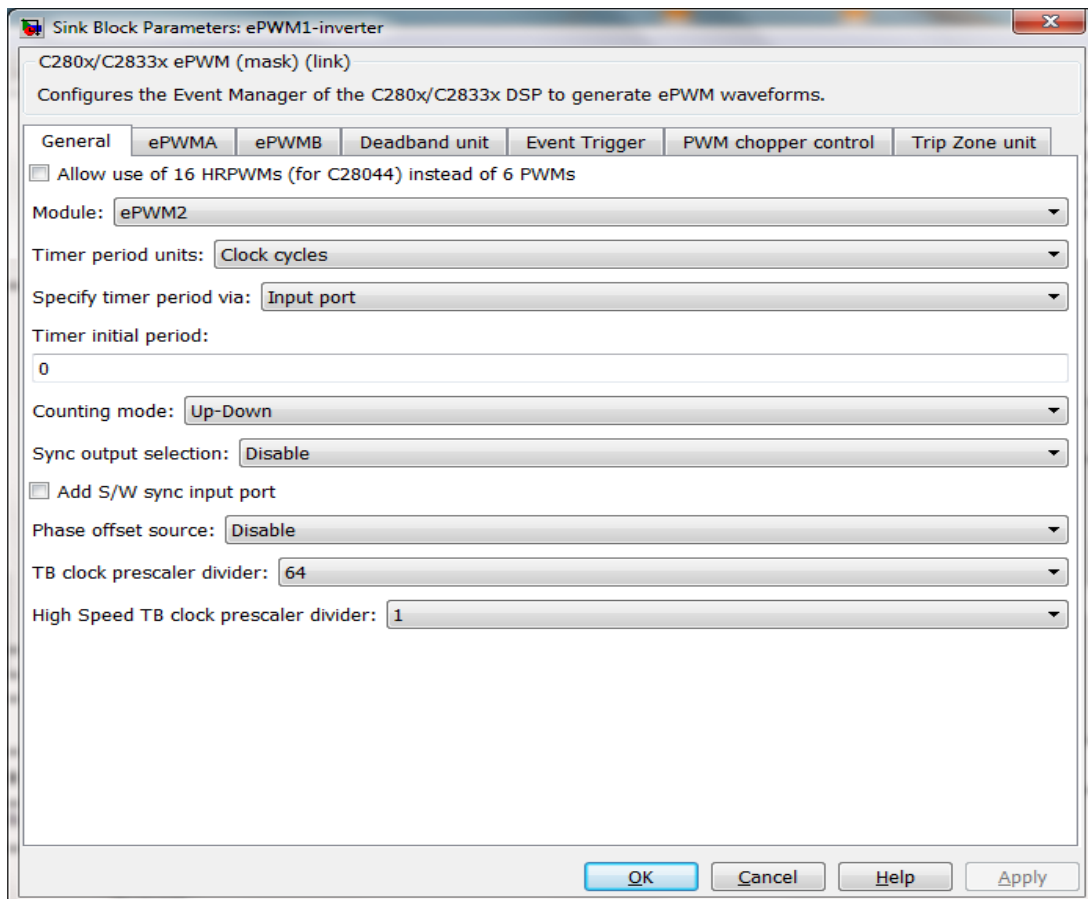 Sink Block Parameters: ePWM1-inverter
C280x/C2833x ePWM (mask) (link)
Configures the Event Manager of the C280x/C2833x DSP to generate ePWM waveforms.
General ePWMA ePWMB Deadband unit Event Trigger PWM chopper control Trip Zone unit
Allow use of 16 HRPWMs (for C28044) instead of 6 PWMs
Module: ePWM2
Timer period units: Clock cycles
Specify timer period via: Input port
Timer initial period:
0
Counting mode: Up-Down
Sync output selection: Disable
Add S/W sync input port
Phase offset source: Disable
TB clock prescaler divider: 64
High Speed TB clock prescaler divider: 1
OK Cancel Help Apply